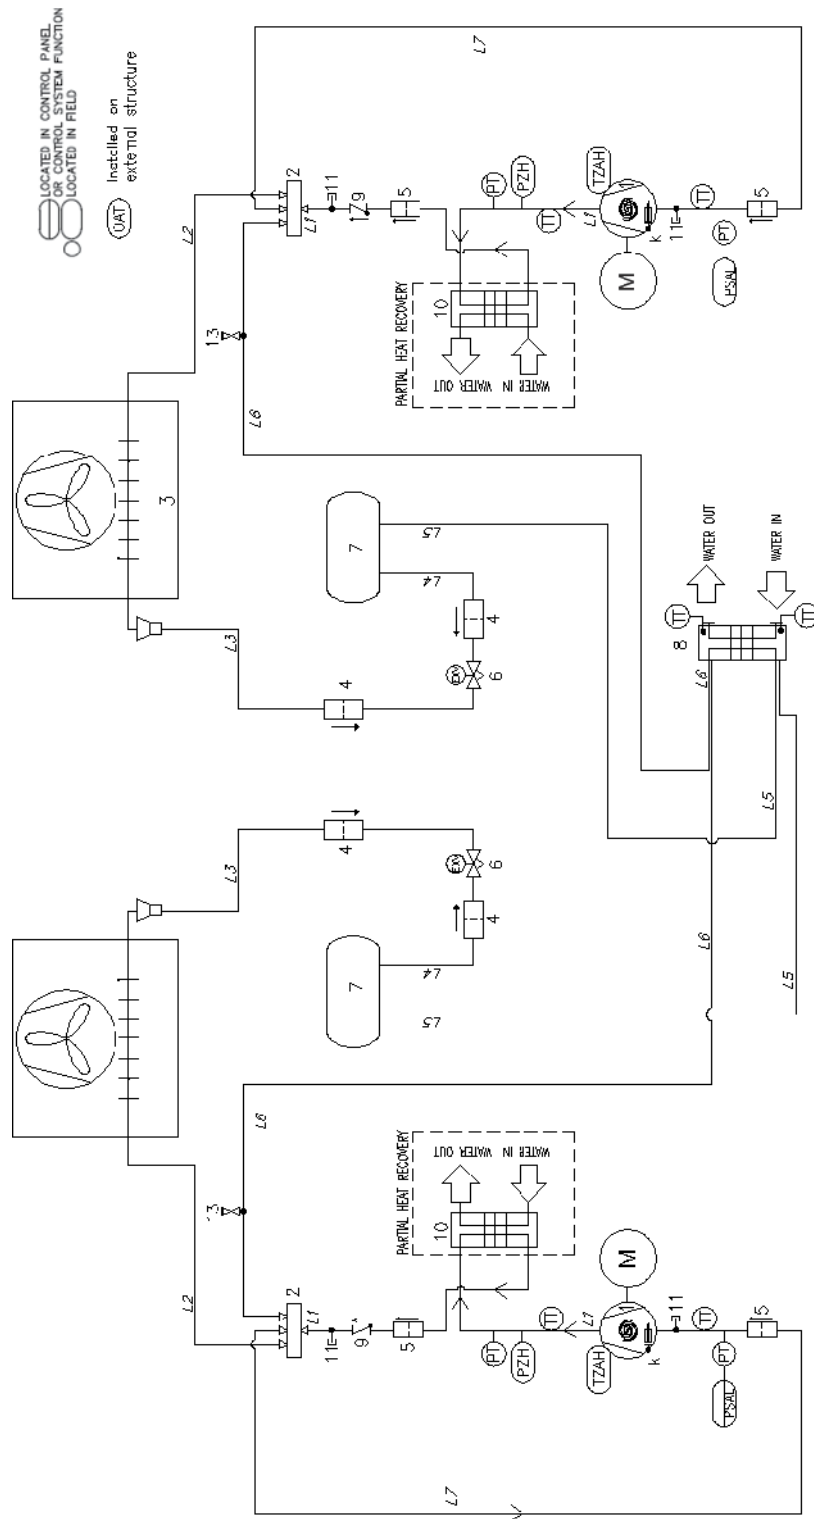 LOCATED IN CONTROL PANEL
OR CONTROL SYSTEM FUNCTION
LOCATED IN FIELD
OAT
Installed on
external structure
L7
L2
2
11
L1
9
5
PT
PZH
TT
TZAH
L1
1
k
M
11
TT
PT
PSAL
5
13
L6
10
PARTIAL HEAT RECOVERY
WATER OUT
WATER IN
3
L3
4
EXV
6
4
7
L4
L5
TT
WATER OUT
WATER IN
TT
8
L6
L5
L5
L6
L3
4
EXV
6
4
7
L4
L5
L6
13
L2
2
L1
11
9
5
10
PARTIAL HEAT RECOVERY
WATER OUT
WATER IN
PT
PZH
TT
TZAH
L1
1
k
M
11
TT
PT
PSAL
5
L7